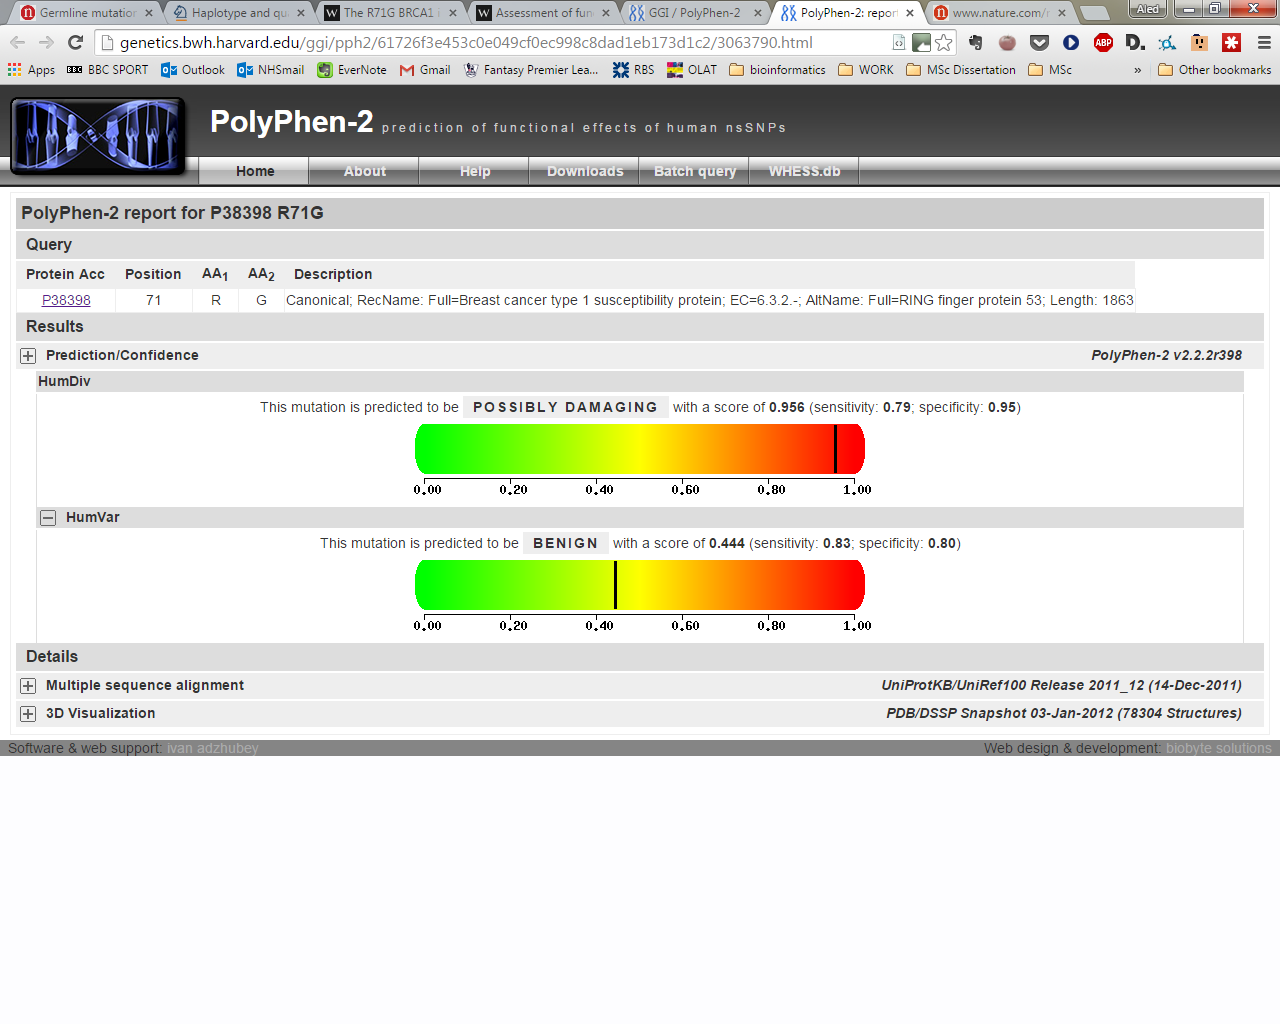 Germline mutation
Haplotype and qu
The R71G BRCA1 i
Assessment of fun
GGI / PolyPhen-2
PolyPhen-2: repor
www.nature.com/r
Aled
genetics.bwh.harvard.edu/ggi/pph2/61726f3e453c0e049cf0ec998c8dad1eb173d1c2/3063790.html
Apps
BBC SPORT
Outlook
NHSmail
EverNote
Gmail
Fantasy Premier Lea...
RBS
OLAT
bioinformatics
WORK
MSc Dissertation
MSc
»
Other bookmarks
PolyPhen-2 prediction of functional effects of human nsSNPs
Home About Help Downloads Batch query WHESS.db
PolyPhen-2 report for P38398 R71G
Query
Protein Acc Position AA1 AA2 Description
P38398 71 R G Canonical; RecName: Full=Breast cancer type 1 susceptibility protein; EC=6.3.2.-; AltName: Full=RING finger protein 53; Length: 1863
Results
Prediction/Confidence PolyPhen-2 v2.2.2r398
HumDiv
This mutation is predicted to be POSSIBLY DAMAGING with a score of 0.956 (sensitivity: 0.79; specificity: 0.95)
0.00 0.20 0.40 0.60 0.80 1.00
HumVar
This mutation is predicted to be BENIGN with a score of 0.444 (sensitivity: 0.83; specificity: 0.80)
0.00 0.20 0.40 0.60 0.80 1.00
Details
Multiple sequence alignment UniProtKB/UniRef100 Release 2011_12 (14-Dec-2011)
3D Visualization PDB/DSSP Snapshot 03-Jan-2012 (78304 Structures)
Software & web support: ivan adzhubey Web design & development: biobyte solutions